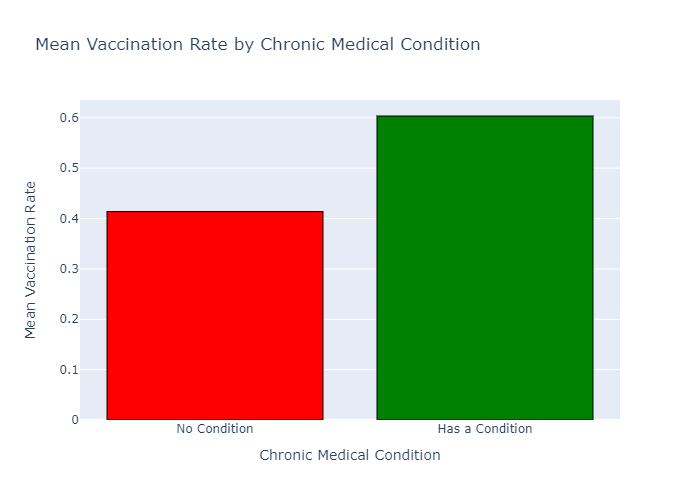 Mean Vaccination Rate by Chronic Medical Condition
Mean Vaccination Rate
0.6
0.5
0.4
0.3
0.2
0.1
0
No Condition
Has a Condition
Chronic Medical Condition